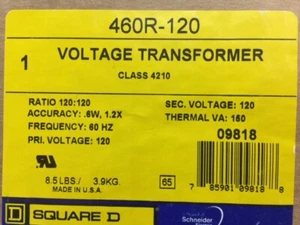 460R-120
1
VOLTAGE TRANSFORMER
CLASS 4210
RATIO 120:120
SEC. VOLTAGE: 120
ACCURACY: .6W, 1.2X
THERMAL VA: 150
FREQUENCY: 60 HZ
09818
PRI. VOLTAGE: 120
8.5 LBS./ 3.9KG.
65
MADE IN U.S.A.
7 85901 09818 8
D SQUARE D
Schneider